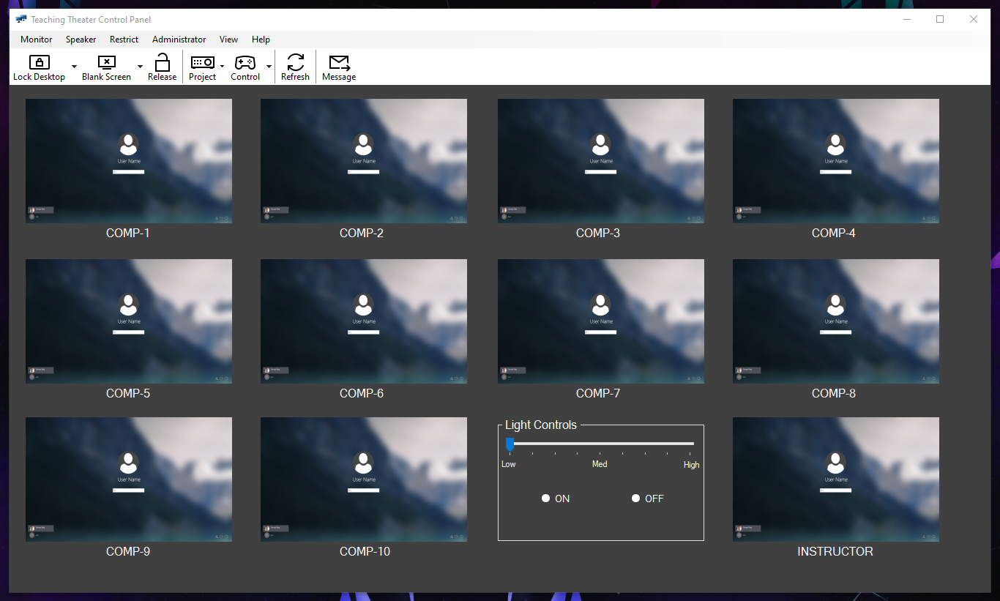 Teaching Theater Control Panel
Monitor Speaker Restrict Administrator View Help
Lock Desktop Blank Screen Release Project Control Refresh Message
User Name User Name User Name User Name
COMP-1 COMP-2 COMP-3 COMP-4
User Name User Name User Name User Name
COMP-5 COMP-6 COMP-7 COMP-8
Light Controls
Low Med High
User Name User Name User Name
ON OFF
COMP-9 COMP-10 INSTRUCTOR